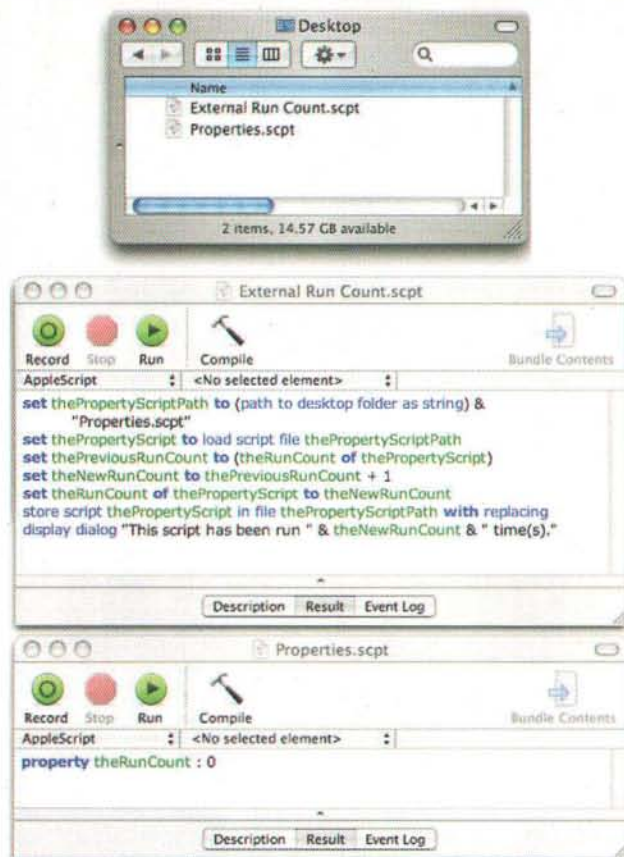 Desktop
Name
External Run Count.scpt
Properties.scpt
2 items, 14.57 GB available
External Run Count.scpt
Record Stop Run Compile Bundle Contents
AppleScript <No selected element>
set thePropertyScriptPath to (path to desktop folder as string) &
"Properties.scpt"
set thePropertyScript to load script file thePropertyScriptPath
set thePreviousRunCount to (theRunCount of thePropertyScript)
set theNewRunCount to thePreviousRunCount + 1
set theRunCount of thePropertyScript to theNewRunCount
store script thePropertyScript in file thePropertyScriptPath with replacing
display dialog "This script has been run " & theNewRunCount & " time(s)."
Description Result Event Log
Properties.scpt
Record Stop Run Compile Bundle Contents
AppleScript <No selected element>
property theRunCount : 0
Description Result Event Log